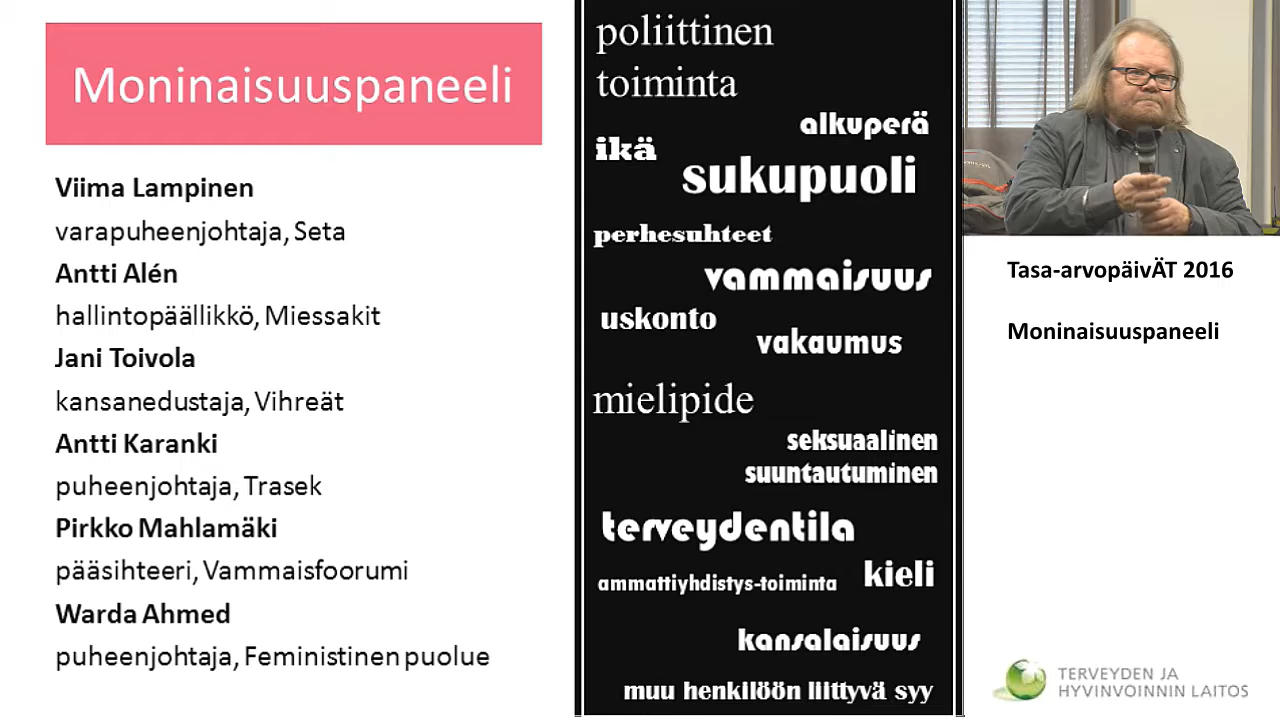 Moninaisuuspaneeli
Viima Lampinen
varapuheenjohtaja, Seta
Antti Alén
hallintopäällikkö, Miessakit
Jani Toivola
kansanedustaja, Vihreät
Antti Karanki
puheenjohtaja, Trasek
Pirkko Mahlamäki
pääsihteeri, Vammaisfoorumi
Warda Ahmed
puheenjohtaja, Feministinen puolue
poliittinen
toiminta
alkuperä
ikä
sukupuoli
perhesuhteet
vammaisuus
uskonto
vakaumus
mielipide
seksuaalinen
suuntautuminen
terveydentila
kieli
ammattiyhdistys-toiminta
kansalaisuus
muu henkilöön liittyvä syy
Tasa-arvopäivÄT 2016
Moninaisuuspaneeli
TERVEYDEN JA
HYVINVOINNIN LAITOS